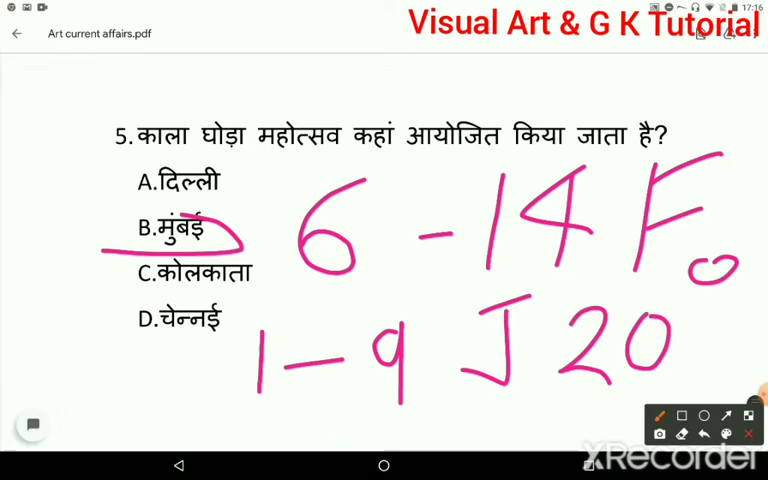 17:16
Visual Art & G K Tutorial
Art current affairs.pdf
5. काला घोड़ा महोत्सव कहां आयोजित किया जाता है?
A.दिल्ली
B.मुंबई
C.कोलकाता
D.चेन्नई
6 - 14 F
1 - 9 J 20
XRecorder